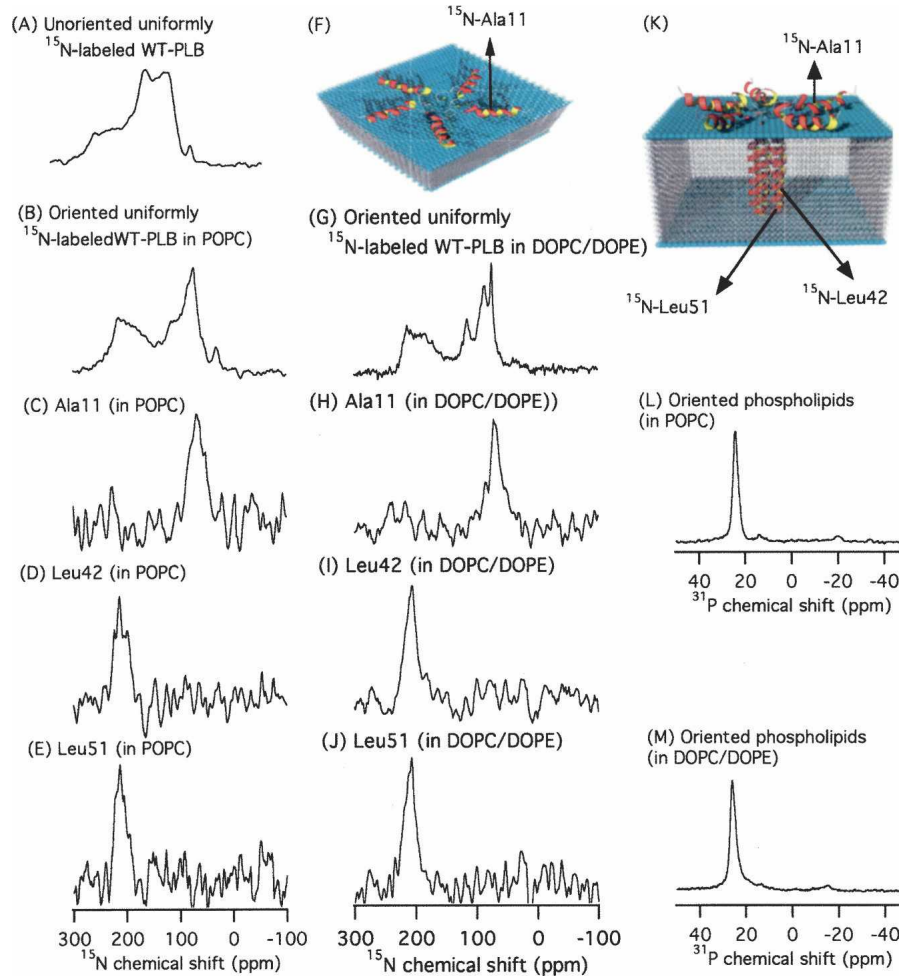 (A) Unoriented uniformly
15N-labeled WT-PLB
(B) Oriented uniformly
15N-labeledWT-PLB in POPC)
(C) Ala11 (in POPC)
(D) Leu42 (in POPC)
(E) Leu51 (in POPC)
300 200 100 0 -100
15N chemical shift (ppm)
(F)
15N-Ala11
(G) Oriented uniformly
15N-labeled WT-PLB in DOPC/DOPE)
(H) Ala11 (in DOPC/DOPE))
(I) Leu42 (in DOPC/DOPE)
(J) Leu51 (in DOPC/DOPE)
300 200 100 0 -100
15N chemical shift (ppm)
(K)
15N-Ala11
15N-Leu51
15N-Leu42
(L) Oriented phospholipids
(in POPC)
40 20 0 -20 -40
31P chemical shift (ppm)
(M) Oriented phospholipids
(in DOPC/DOPE)
40 20 0 -20 -40
31P chemical shift (ppm)